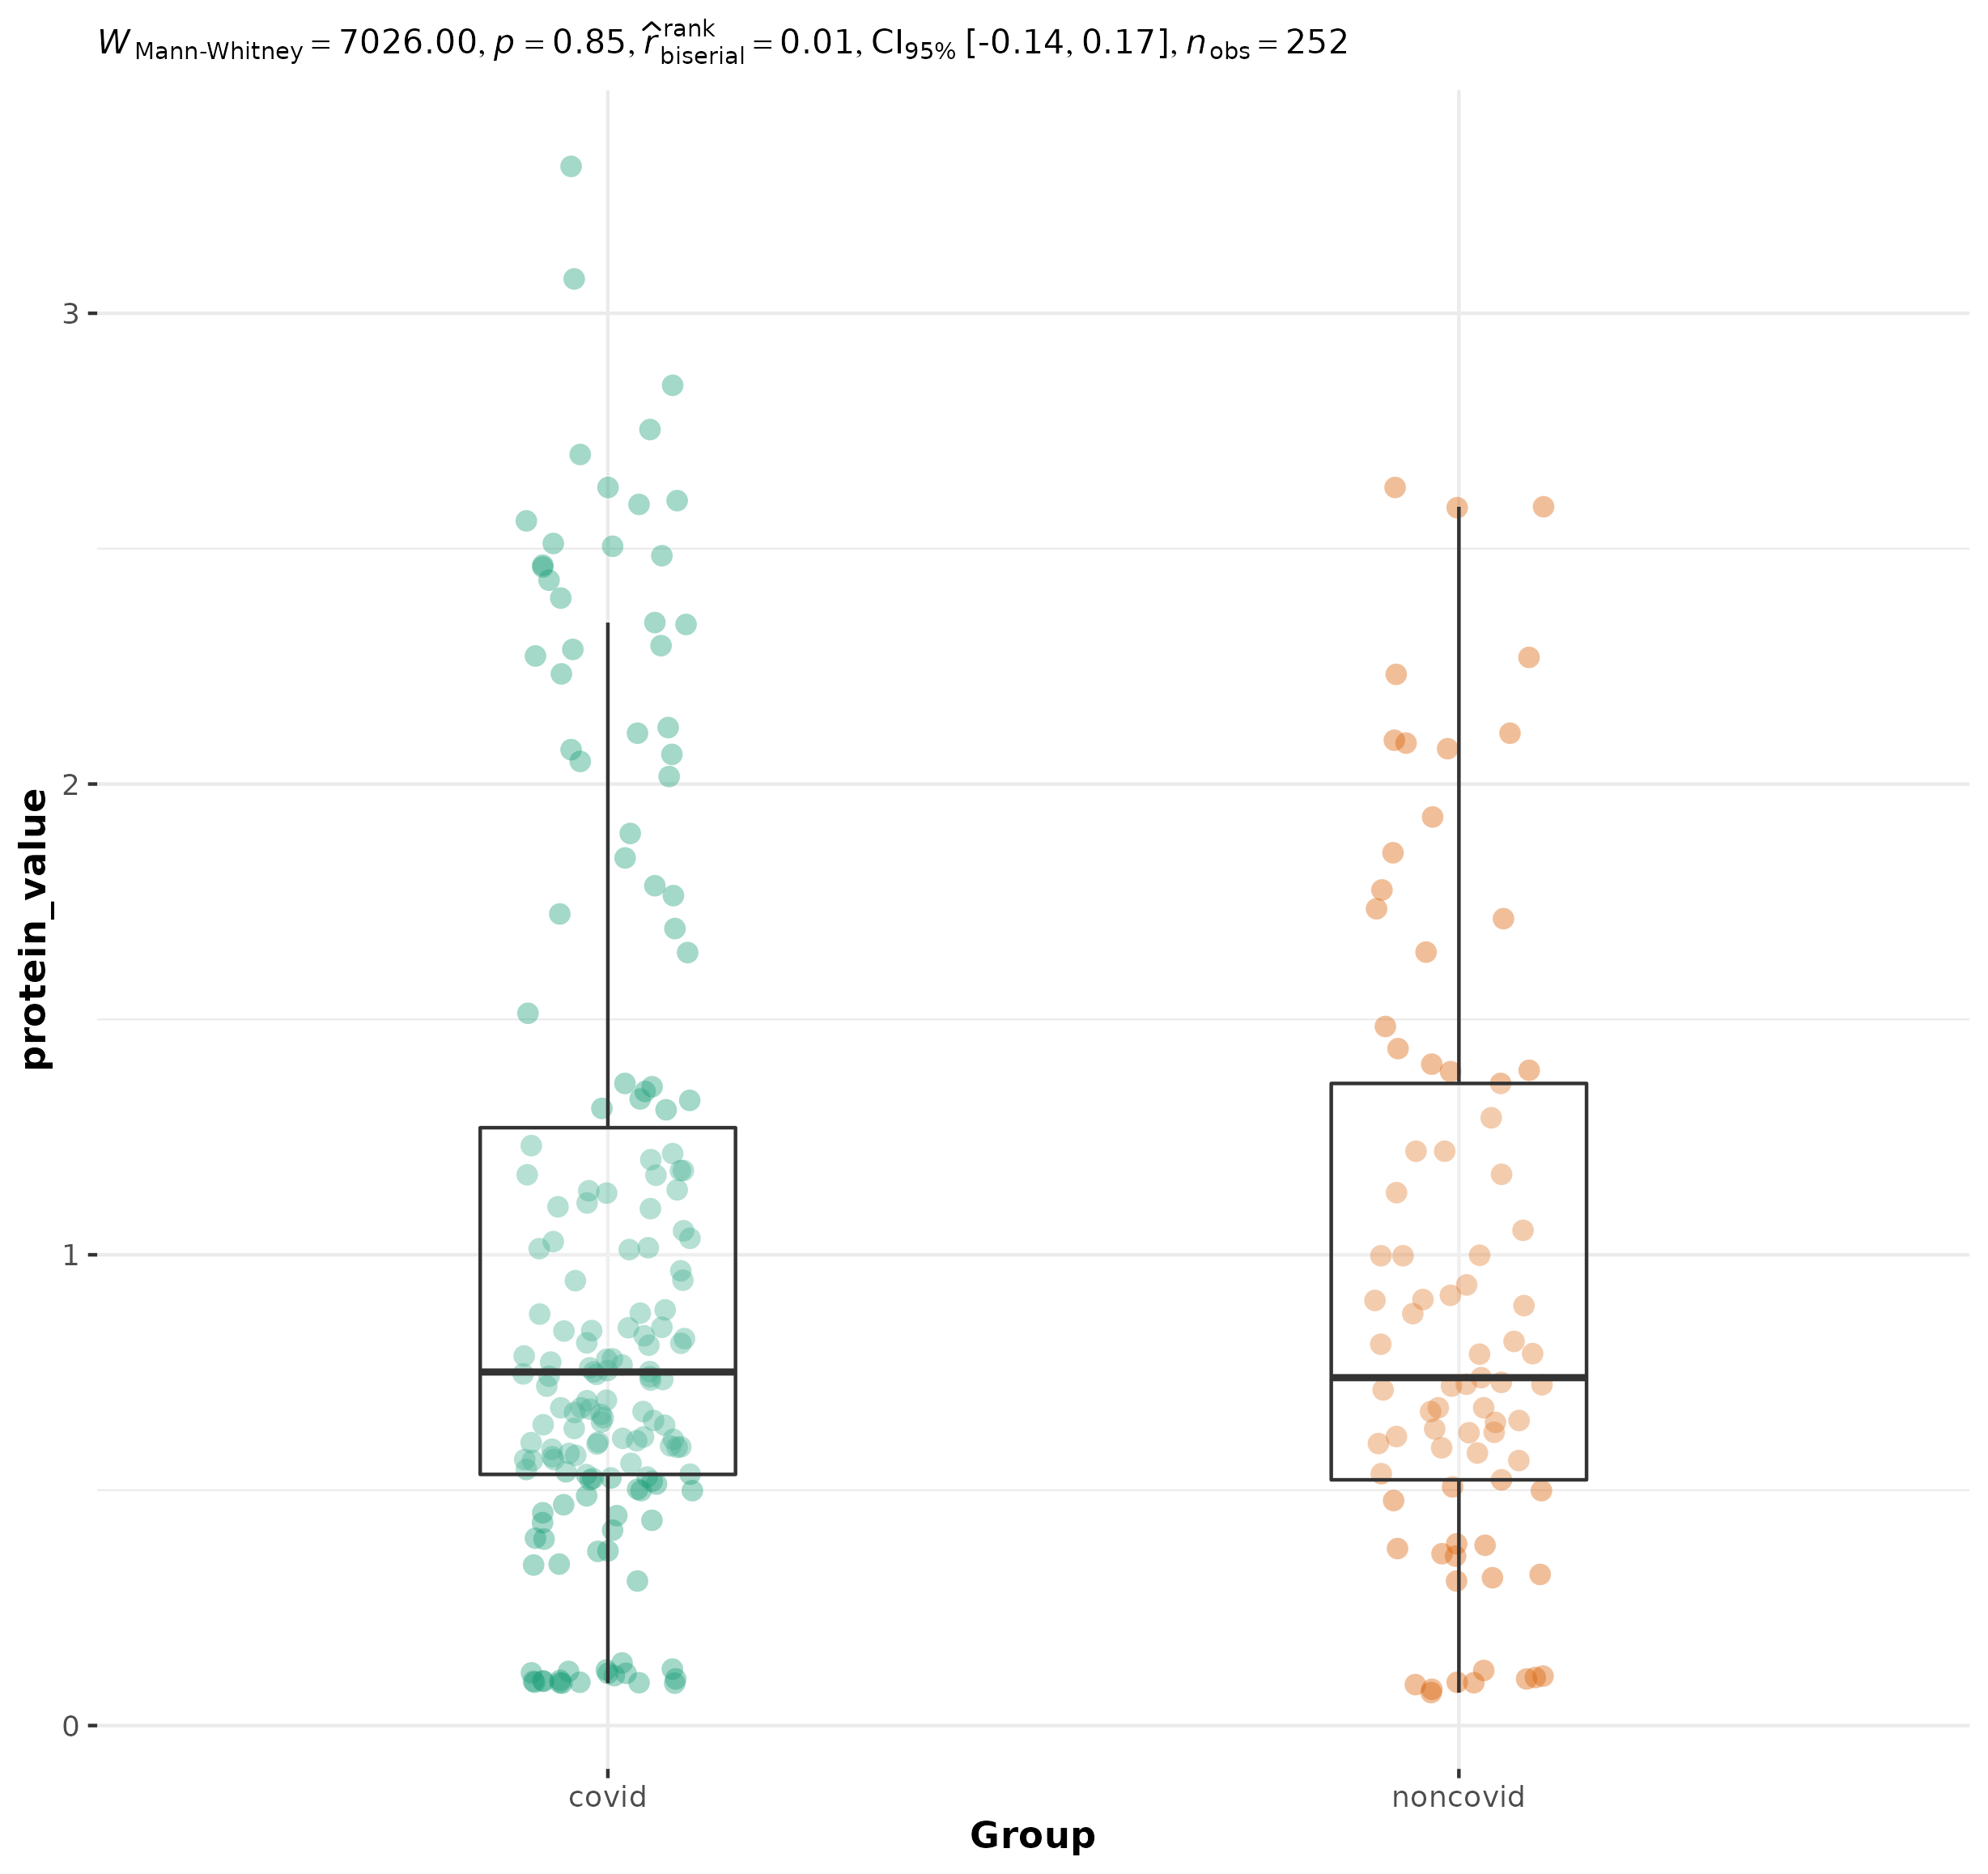 W Mann-Whitney = 7026.00, p = 0.85, r̂ rank biserial = 0.01, CI95% [-0.14, 0.17], n obs = 252
3
2
1
0
protein_value
covid noncovid
Group